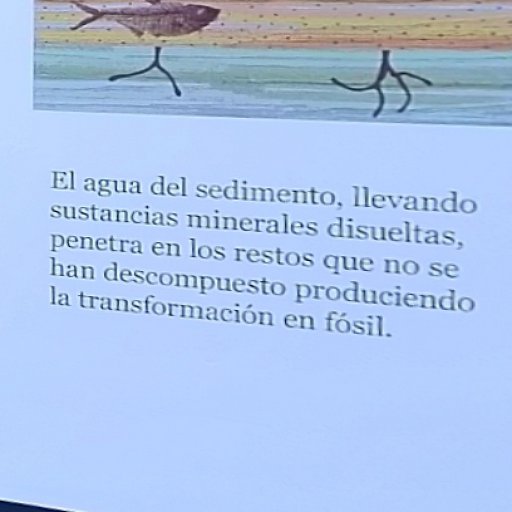 El agua del sedimento, llevando
sustancias minerales disueltas,
penetra en los restos que no se
han descompuesto produciendo
la transformación en fósil.